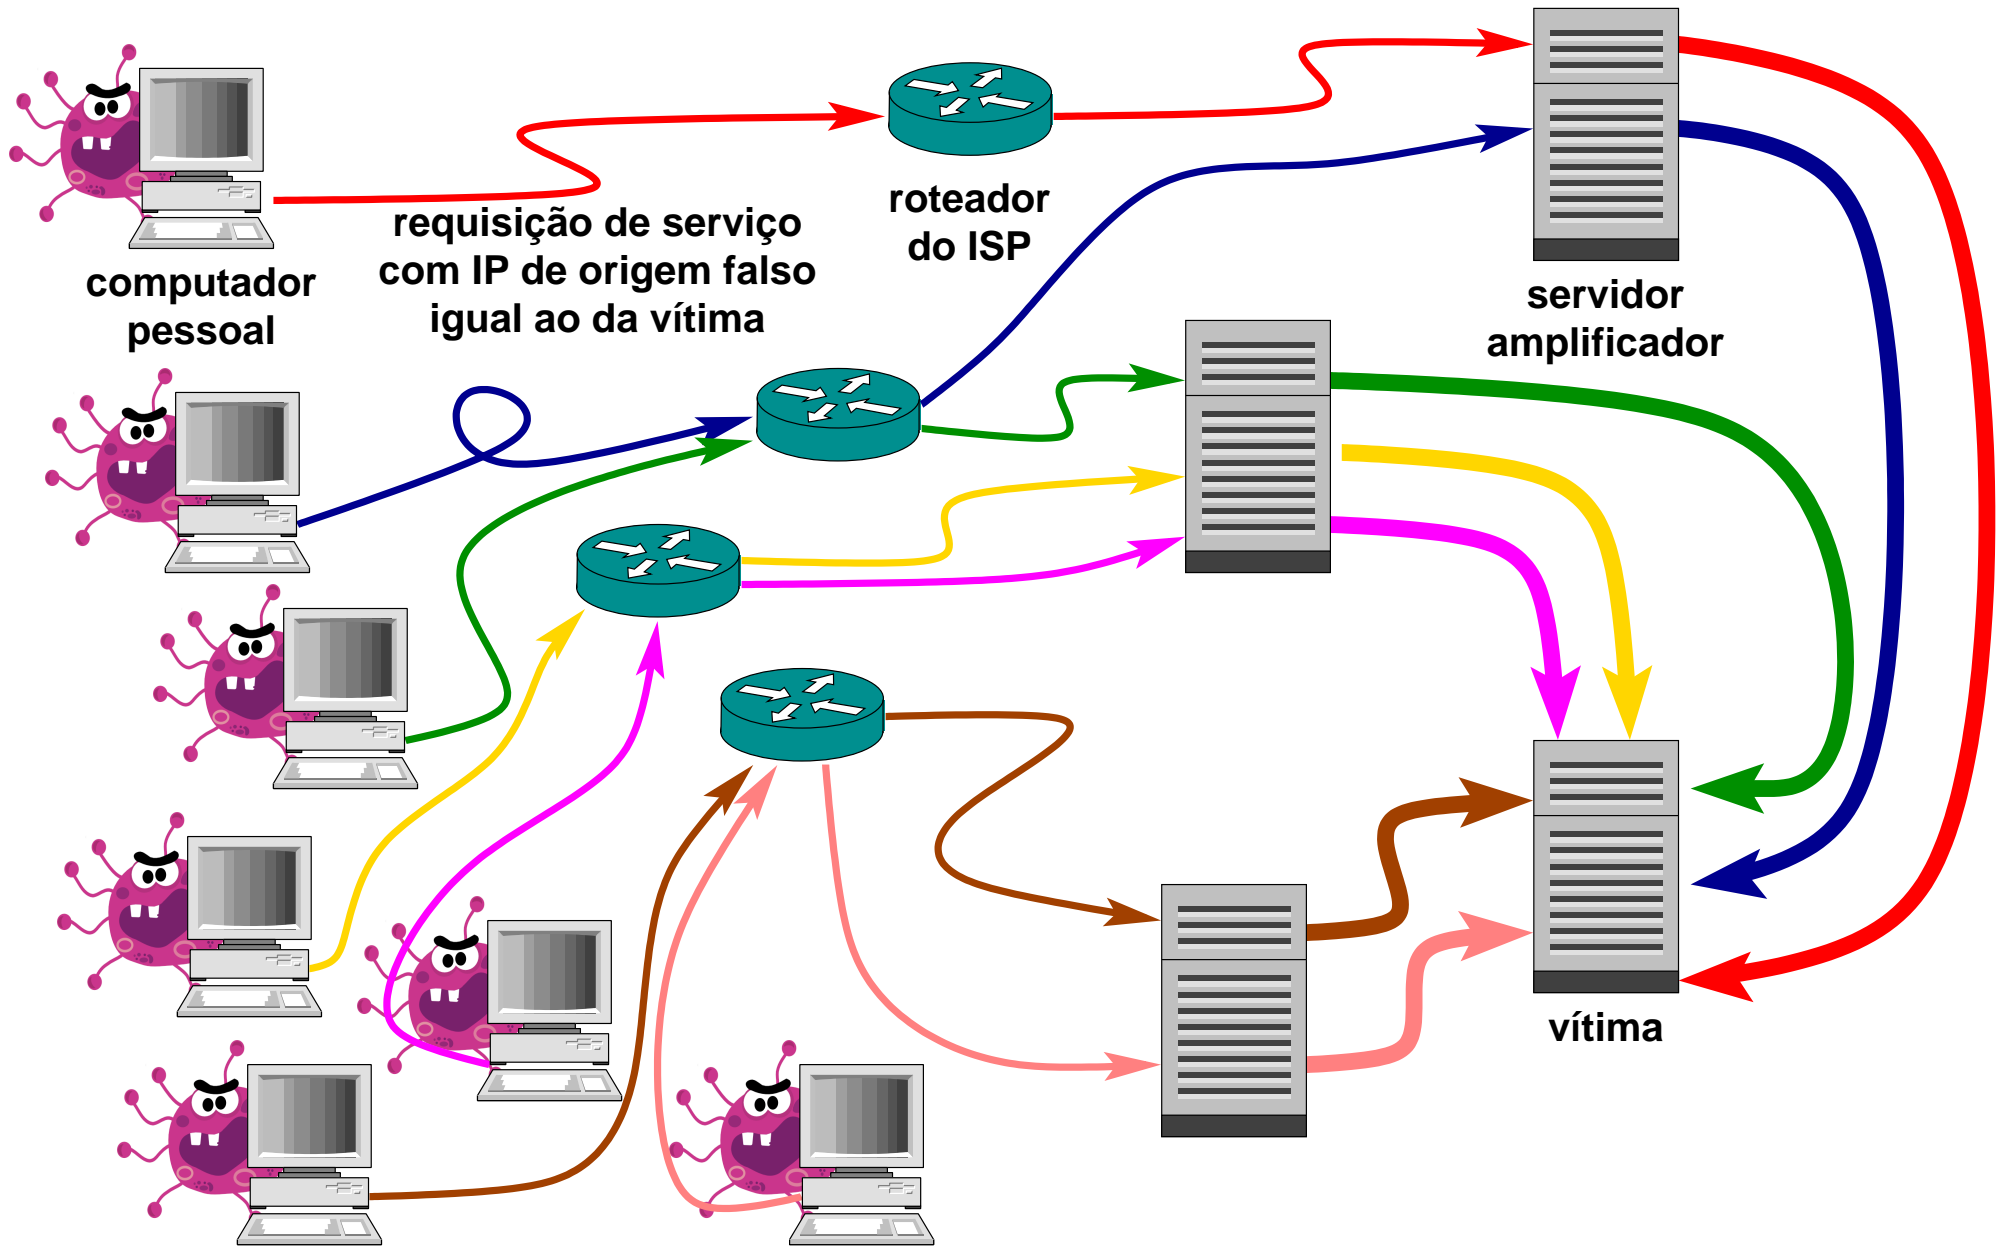 computador
pessoal
requisição de serviço
com IP de origem falso
igual ao da vítima
roteador
do ISP
servidor
amplificador
vítima